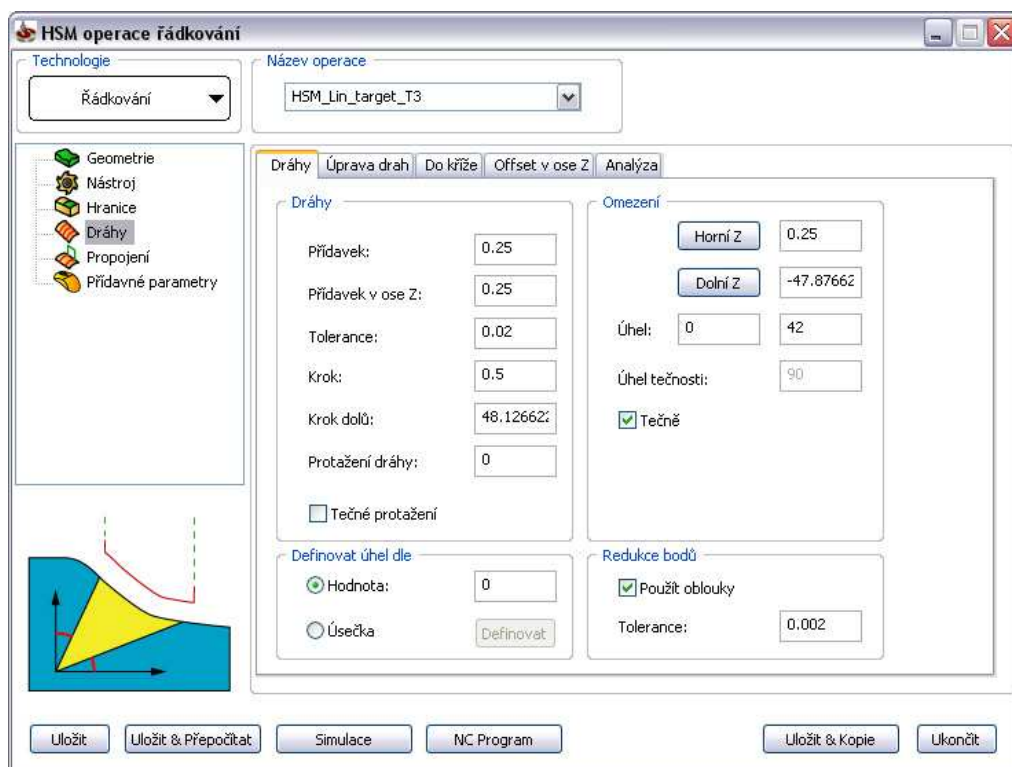 HSM operace řádkování
Technologie
Řádkování
Název operace
HSM_Lin_target_T3
Geometrie
Nástroj
Hranice
Dráhy
Propojení
Přídavné parametry
Dráhy Úprava drah Do kříže Offset v ose Z Analýza
Dráhy
Přídavek: 0.25
Přídavek v ose Z: 0.25
Tolerance: 0.02
Krok: 0.5
Krok dolů: 48.126622
Protažení dráhy: 0
Tečné protažení
Omezení
Horní Z 0.25
Dolní Z -47.87662
Úhel: 0 42
Úhel tečnosti: 90
Tečně
Definovat úhel dle
Hodnota: 0
Úsečka Definovat
Redukce bodů
Použít oblouky
Tolerance: 0.002
Uložit Uložit & Přepočítat Simulace NC Program Uložit & Kopie Ukončit